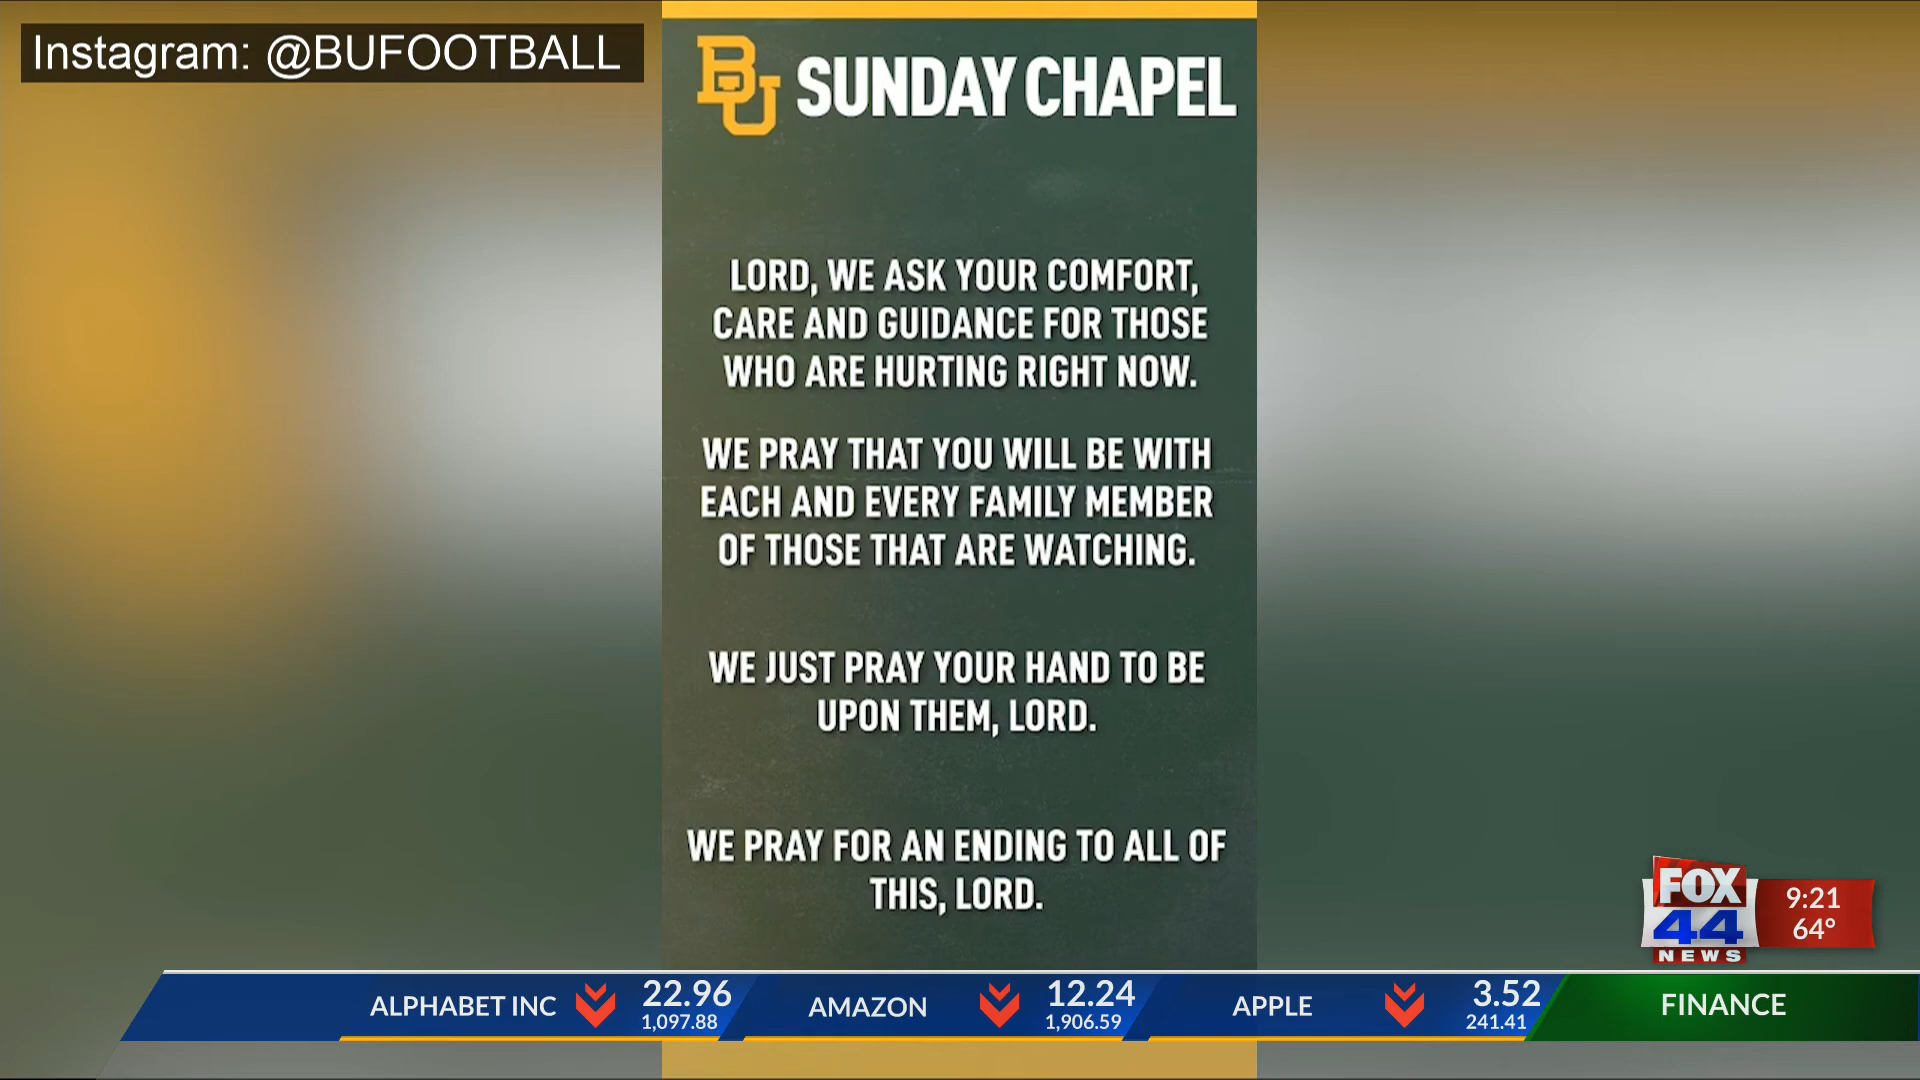 Instagram: @BUFOOTBALL
BU SUNDAY CHAPEL
LORD, WE ASK YOUR COMFORT,
CARE AND GUIDANCE FOR THOSE
WHO ARE HURTING RIGHT NOW.
WE PRAY THAT YOU WILL BE WITH
EACH AND EVERY FAMILY MEMBER
OF THOSE THAT ARE WATCHING.
WE JUST PRAY YOUR HAND TO BE
UPON THEM, LORD.
WE PRAY FOR AN ENDING TO ALL OF
THIS, LORD.
FOX
44
NEWS
9:21
64°
ALPHABET INC 22.96
1,097.88
AMAZON 12.24
1,906.59
APPLE 3.52
241.41
FINANCE